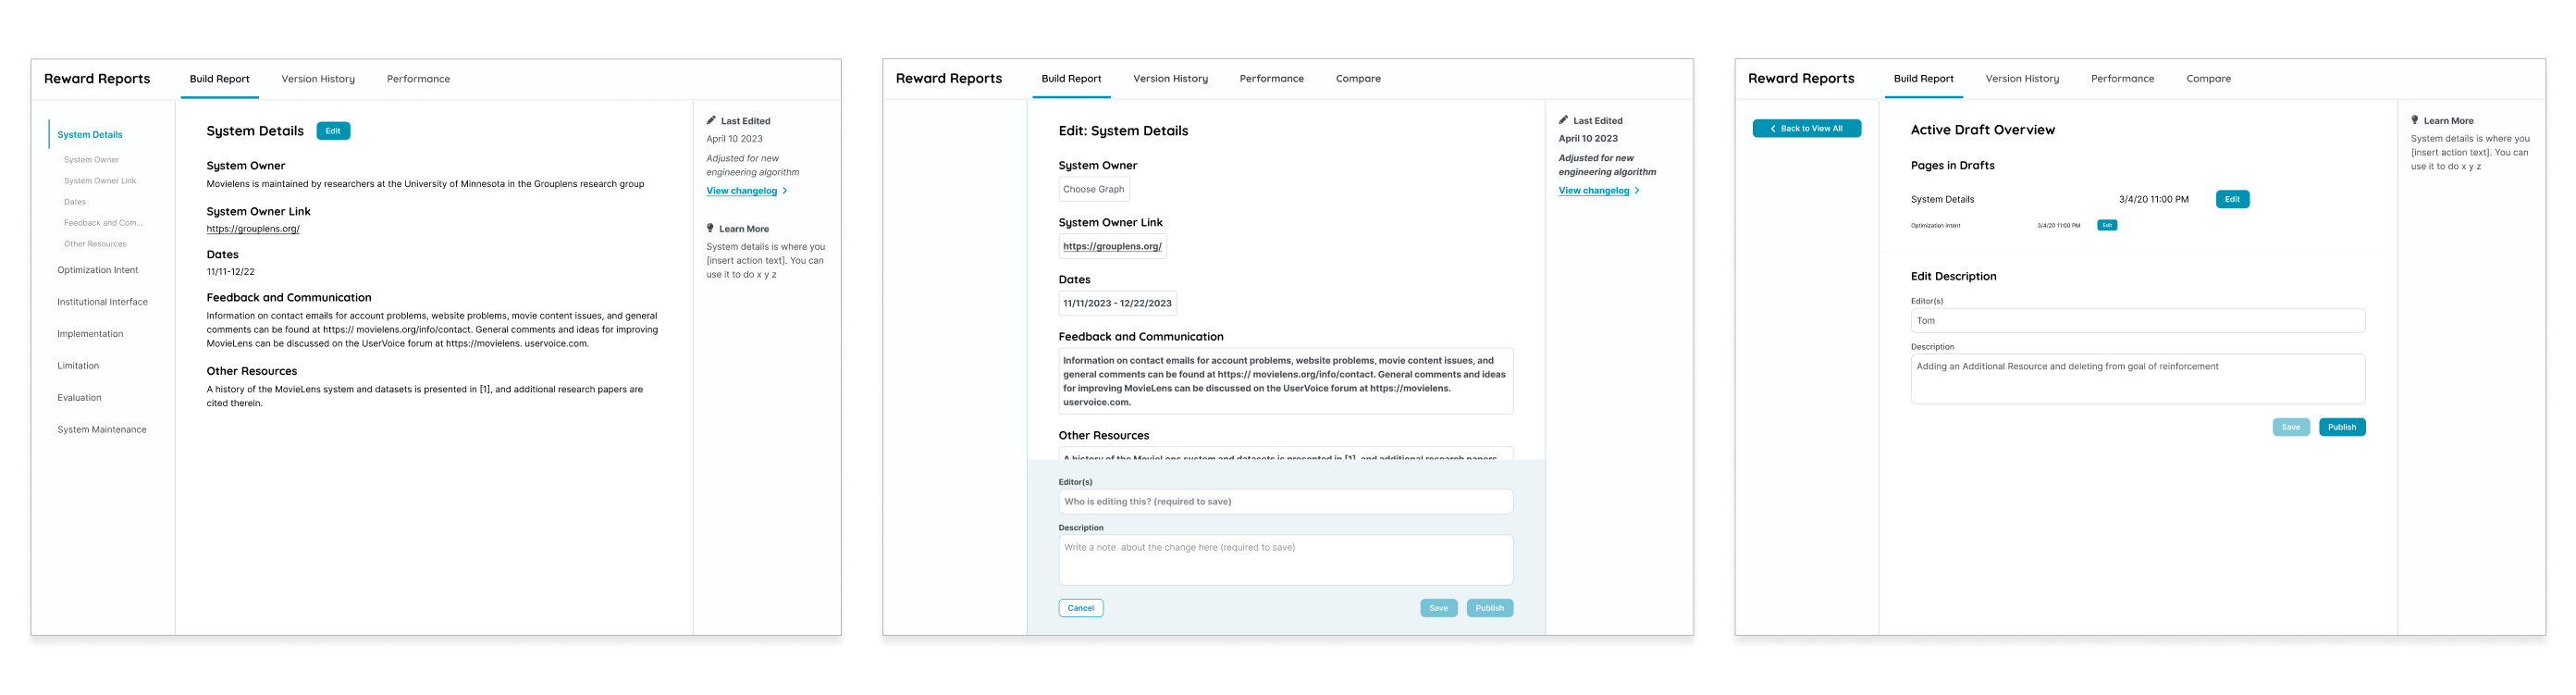 Reward Reports
Build Report
Version History
Performance
System Details
System Owner
System Owner Link
Dates
Feedback and Com...
Other Resources
Optimization Intent
Institutional Interface
Implementation
Limitation
Evaluation
System Maintenance
System Details
Edit
System Owner
Movielens is maintained by researchers at the University of Minnesota in the Grouplens research group
System Owner Link
https://grouplens.org/
Dates
11/11-12/22
Feedback and Communication
Information on contact emails for account problems, website problems, movie content issues, and general
comments can be found at https:// movielens.org/info/contact. General comments and ideas for improving
MovieLens can be discussed on the UserVoice forum at https://movielens. uservoice.com.
Other Resources
A history of the MovieLens system and datasets is presented in [1], and additional research papers are
cited therein.
Last Edited
April 10 2023
Adjusted for new
engineering algorithm
View changelog >
Learn More
System details is where you
[insert action text]. You can
use it to do x y z
Reward Reports
Build Report
Version History
Performance
Compare
Edit: System Details
System Owner
Choose Graph
System Owner Link
https://grouplens.org/
Dates
11/11/2023 - 12/22/2023
Feedback and Communication
Information on contact emails for account problems, website problems, movie content issues, and
general comments can be found at https:// movielens.org/info/contact. General comments and ideas
for improving MovieLens can be discussed on the UserVoice forum at https://movielens.
uservoice.com.
Other Resources
A history of the MovieLens system and datasets is presented in [1], and additional research papers
Editor(s)
Who is editing this? (required to save)
Description
Write a note about the change here (required to save)
Cancel
Save
Publish
Last Edited
April 10 2023
Adjusted for new
engineering algorithm
View changelog >
Reward Reports
Build Report
Version History
Performance
Compare
< Back to View All
Active Draft Overview
Pages in Drafts
System Details
3/4/20 11:00 PM
Edit
Optimization Intent
3/4/20 11:00 PM
Edit
Edit Description
Editor(s)
Tom
Description
Adding an Additional Resource and deleting from goal of reinforcement
Save
Publish
Learn More
System details is where you
[insert action text]. You can
use it to do x y z